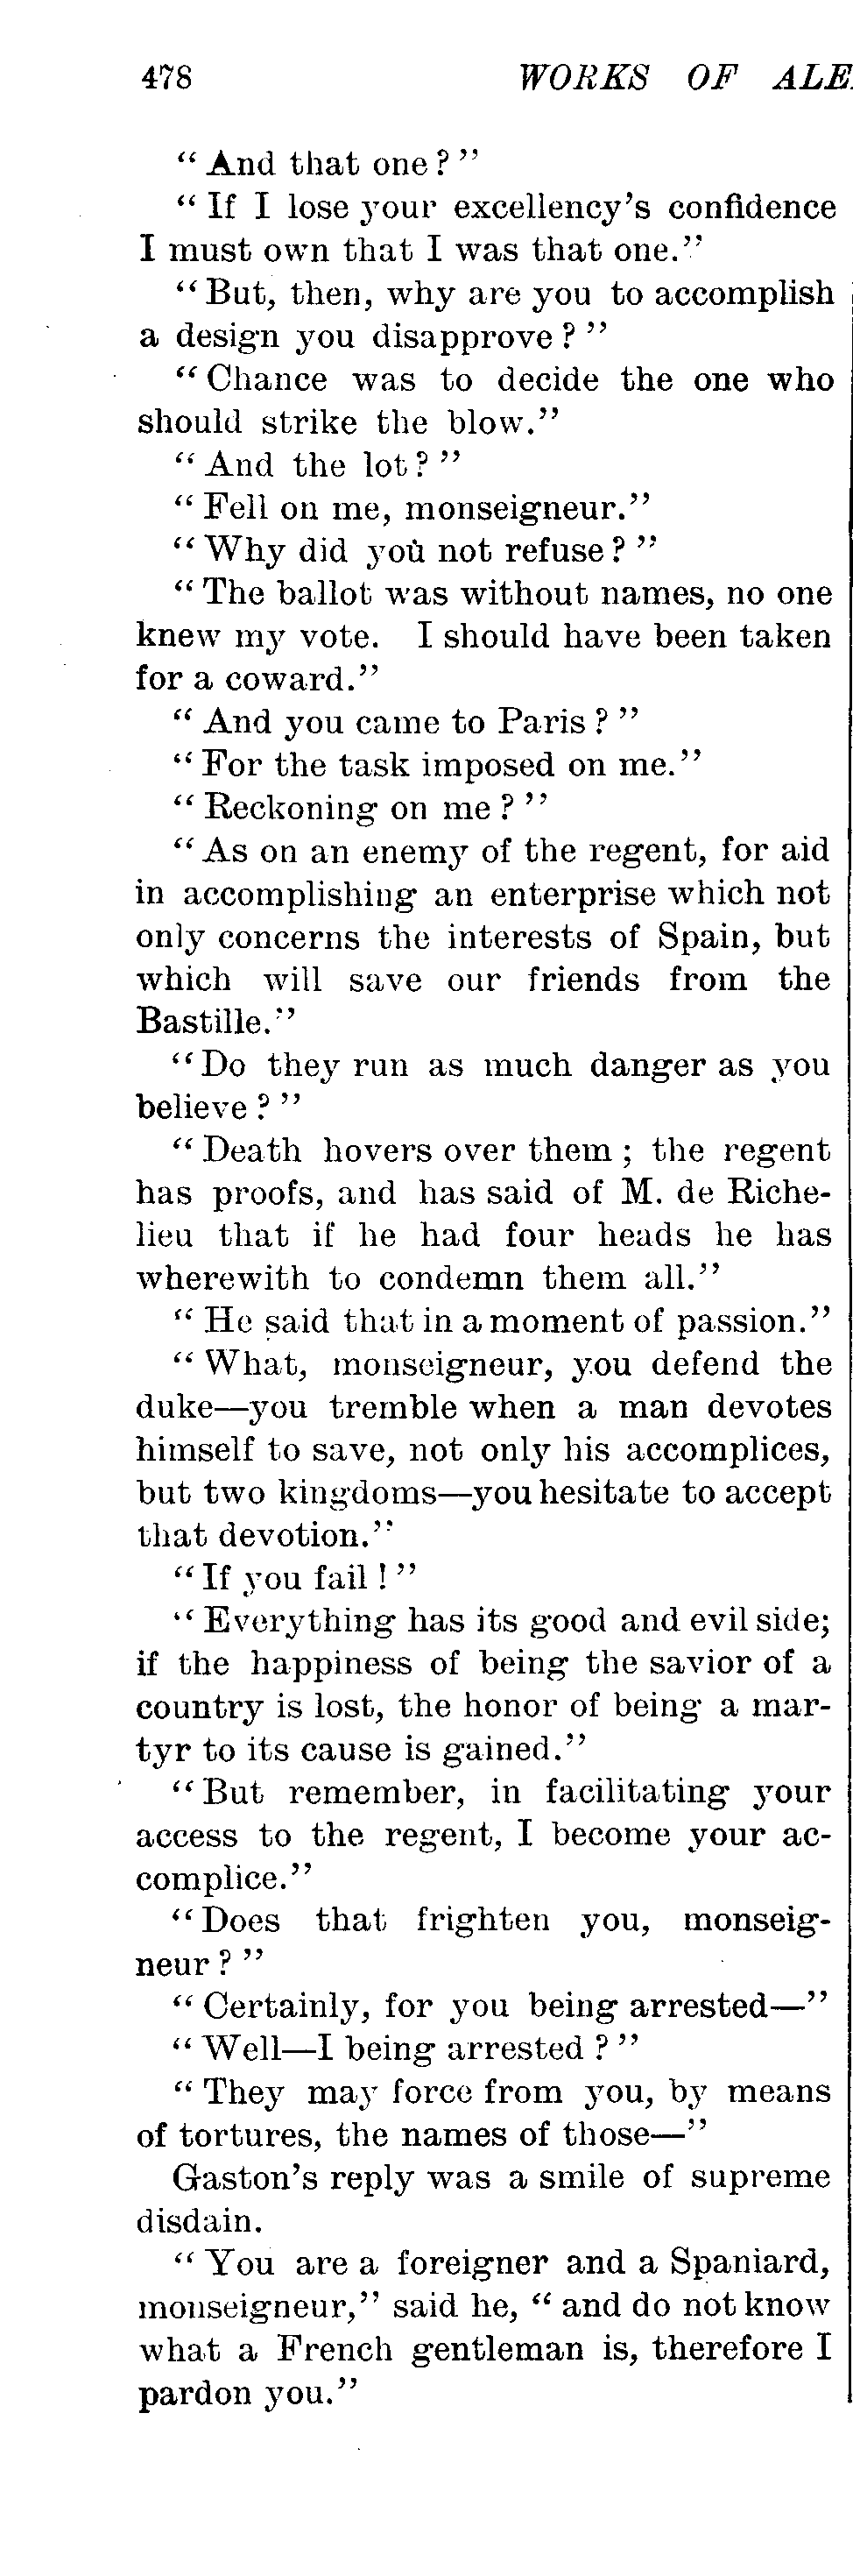 478 WORKS OF ALE
" And that one ? "
" If I lose your excellency's confidence
I must own that I was that one."
" But, then, why are you to accomplish
a design you disapprove ? "
" Chance was to decide the one who
should strike the blow."
" And the lot ? "
" Fell on me, monseigneur."
" Why did you not refuse ? "
" The ballot was without names, no one
knew my vote. I should have been taken
for a coward."
" And you came to Paris ? "
" For the task imposed on me."
" Reckoning on me ? "
" As on an enemy of the regent, for aid
in accomplishing an enterprise which not
only concerns the interests of Spain, but
which will save our friends from the
Bastille."
" Do they run as much danger as you
believe ? "
" Death hovers over them ; the regent
has proofs, and has said of M. de Riche-
lieu that if he had four heads he has
wherewith to condemn them all."
" He said that in a moment of passion."
" What, monseigneur, you defend the
duke—you tremble when a man devotes
himself to save, not only his accomplices,
but two kingdoms—you hesitate to accept
that devotion."
" If you fail ! "
" Everything has its good and evil side;
if the happiness of being the savior of a
country is lost, the honor of being a mar-
tyr to its cause is gained."
" But remember, in facilitating your
access to the regent, I become your ac-
complice."
" Does that frighten you, monseig-
neur ? "
" Certainly, for you being arrested—"
" Well—I being arrested ? "
" They may force from you, by means
of tortures, the names of those—"
Gaston's reply was a smile of supreme
disdain.
" You are a foreigner and a Spaniard,
monseigneur," said he, " and do not know
what a French gentleman is, therefore I
pardon you."